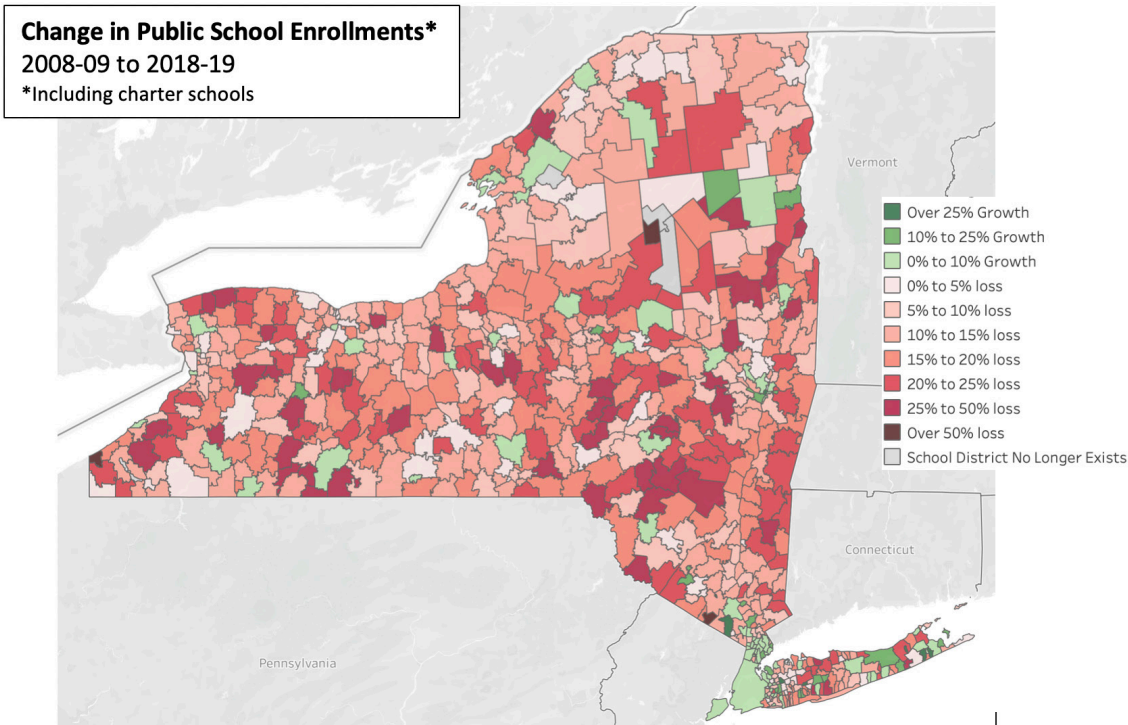 Change in Public School Enrollments*
2008-09 to 2018-19
*Including charter schools
Vermont
Over 25% Growth
10% to 25% Growth
0% to 10% Growth
0% to 5% loss
5% to 10% loss
10% to 15% loss
15% to 20% loss
20% to 25% loss
25% to 50% loss
Over 50% loss
School District No Longer Exists
Connecticut
Pennsylvania